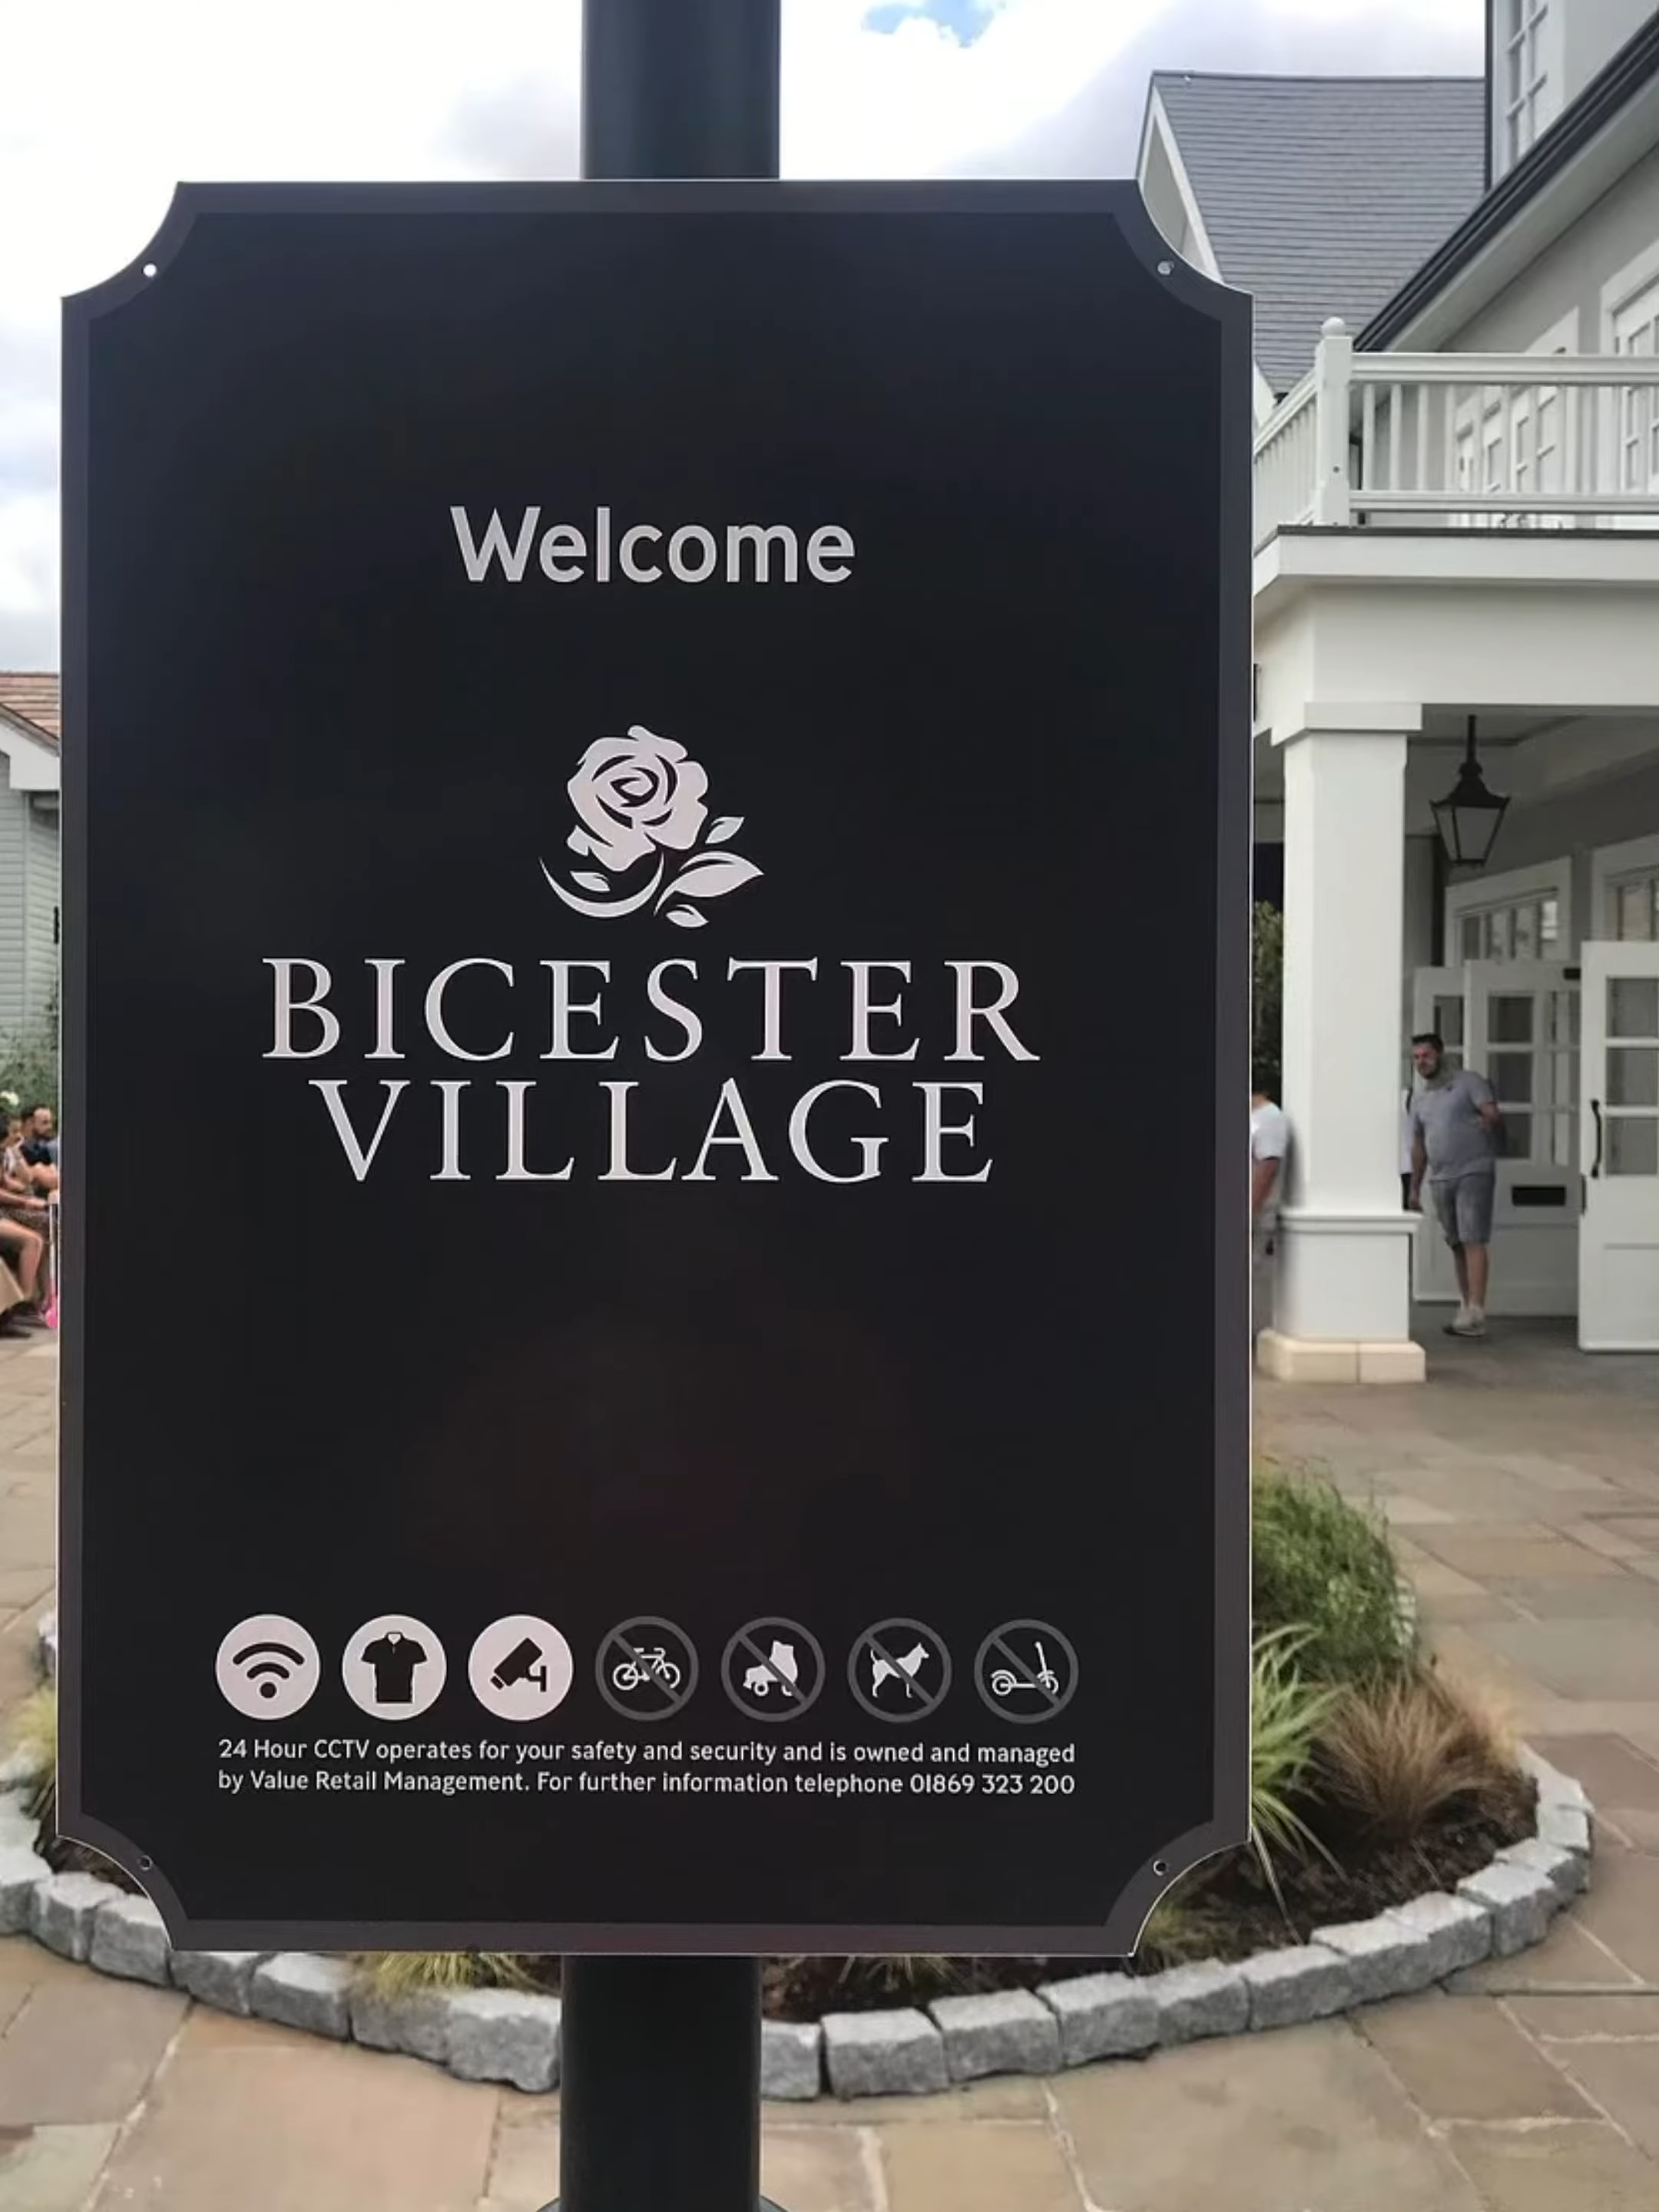 Welcome
BICESTER
VILLAGE
24 Hour CCTV operates for your safety and security and is owned and managed
by Value Retail Management. For further information telephone 01869 323 200